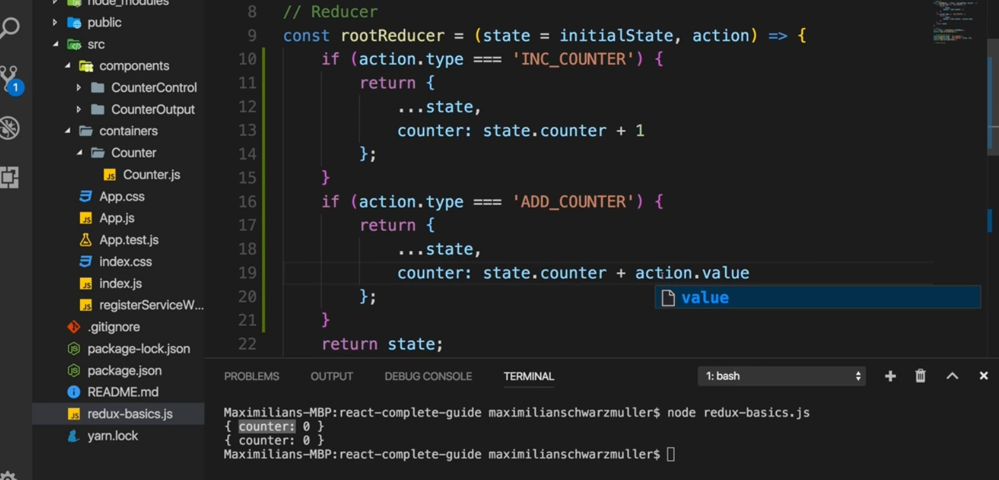 node_modules
public
src
components
CounterControl
CounterOutput
containers
Counter
Counter.js
App.css
App.js
App.test.js
index.css
index.js
registerServiceW...
.gitignore
package-lock.json
package.json
README.md
redux-basics.js
yarn.lock
1
8 // Reducer
9 const rootReducer = (state = initialState, action) => {
10 if (action.type === 'INC_COUNTER') {
11 return {
12 ...state,
13 counter: state.counter + 1
14 };
15 }
16 if (action.type === 'ADD_COUNTER') {
17 return {
18 ...state,
19 counter: state.counter + action.value
20 };
value
21 }
22 return state;
PROBLEMS OUTPUT DEBUG CONSOLE TERMINAL 1: bash
Maximilians-MBP:react-complete-guide maximilianschwarzmuller$ node redux-basics.js
{ counter: 0 }
{ counter: 0 }
Maximilians-MBP:react-complete-guide maximilianschwarzmuller$